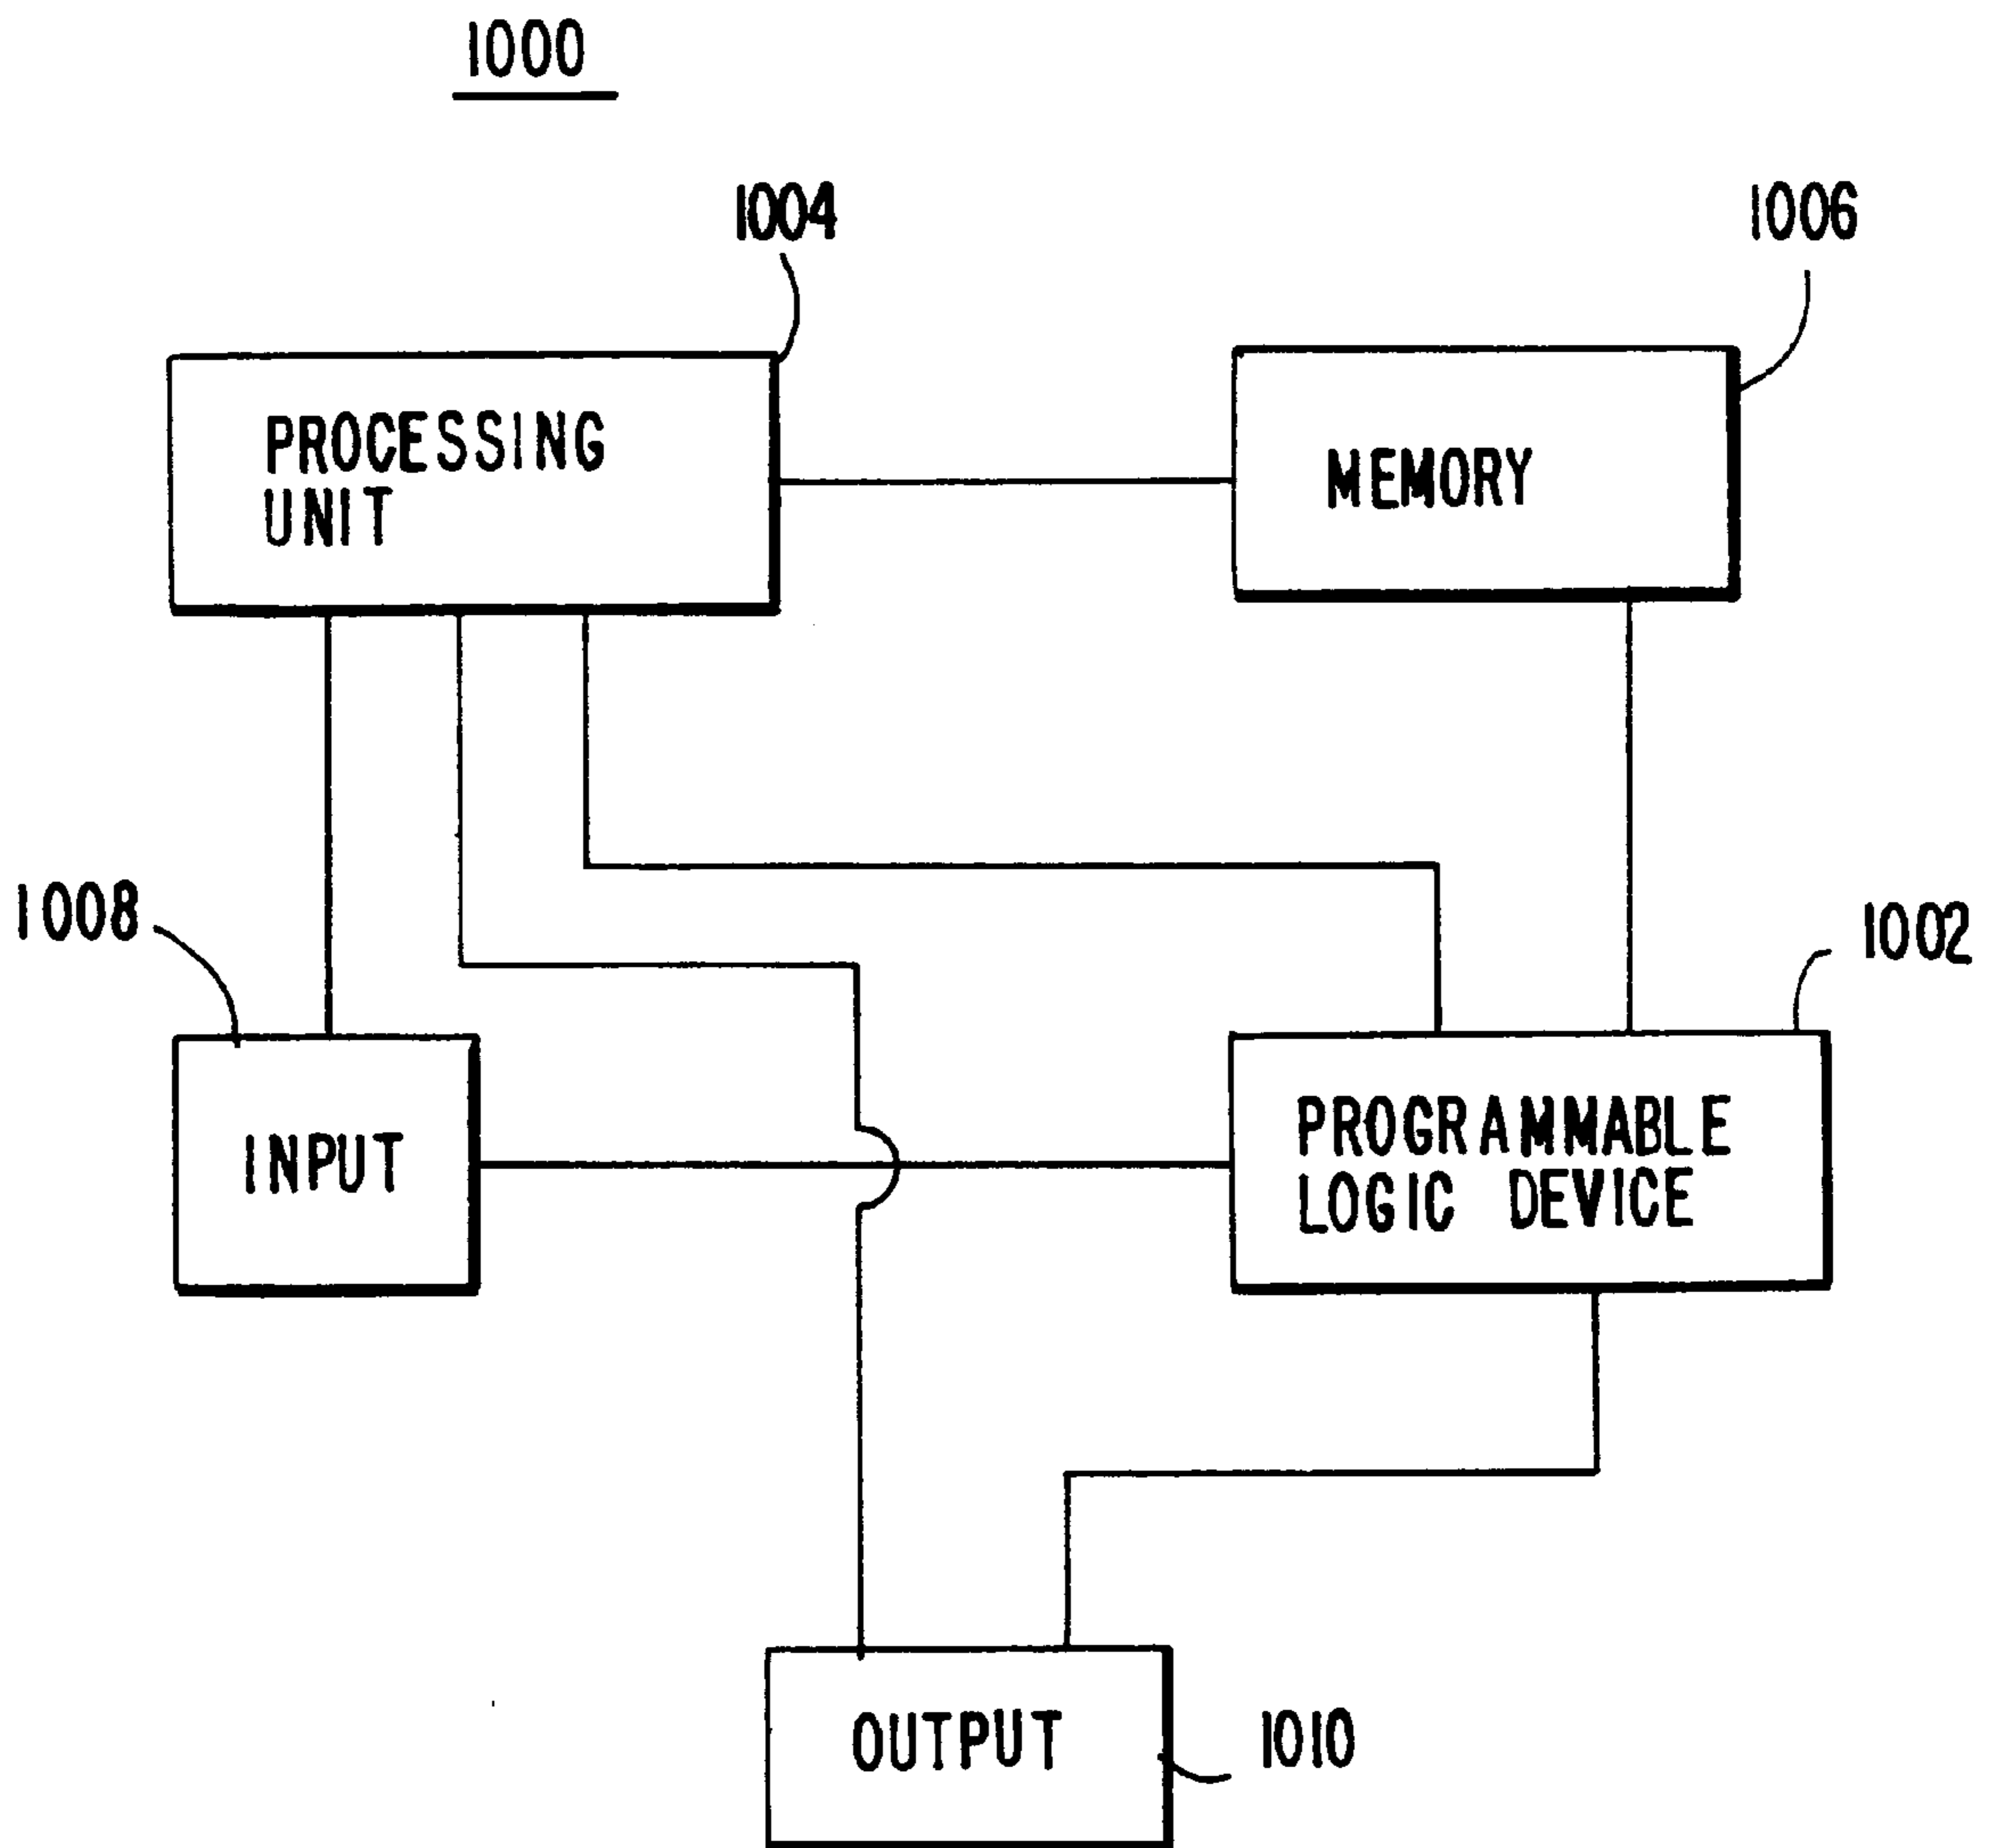 1000
1004
1006
PROCESSING
UNIT
MEMORY
1008
1002
INPUT
PROGRAMMABLE
LOGIC DEVICE
OUTPUT
1010